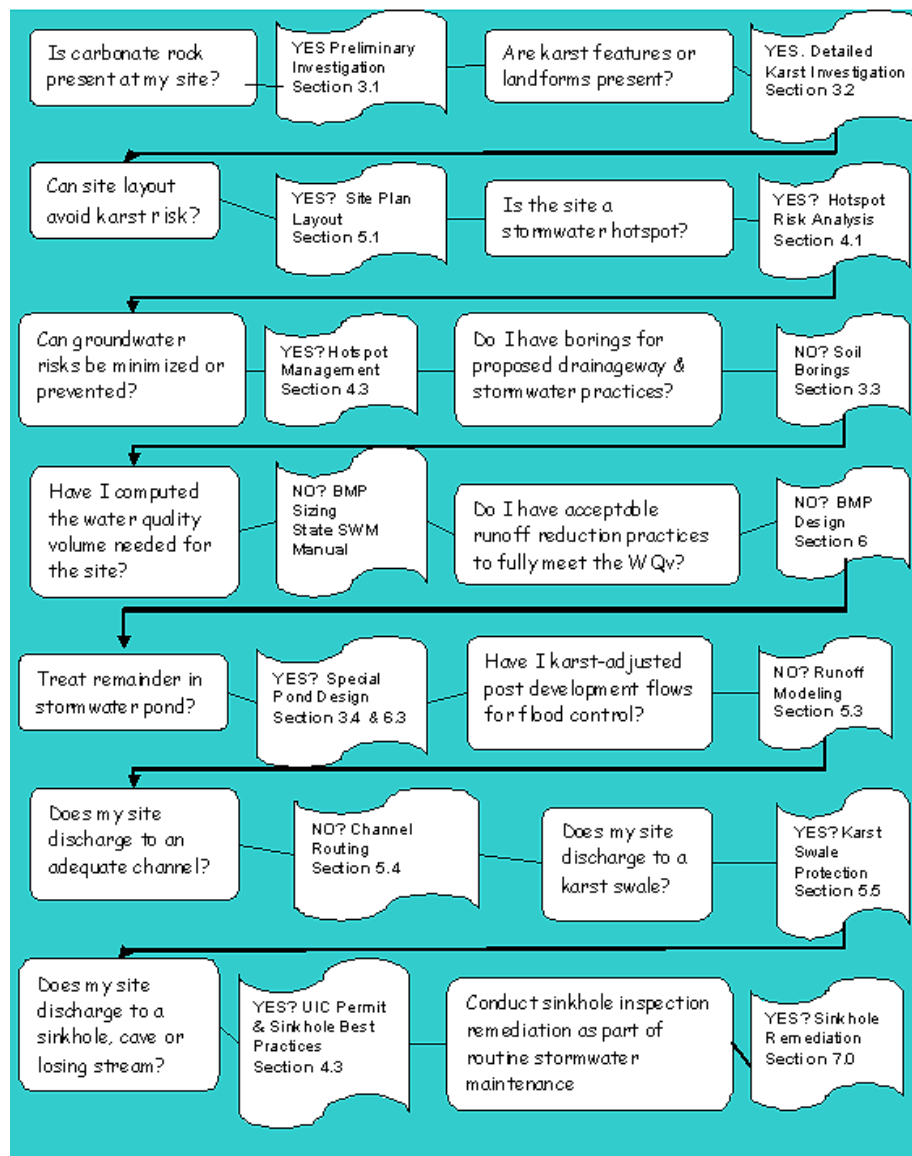 Is carbonate rock
present at my site?
YES Preliminary
Investigation
Section 3.1
Are karst features or
landforms present?
YES. Detailed
Karst Investigation
Section 3.2
Can site layout
avoid karst risk?
YES? Site Plan
Layout
Section 5.1
Is the site a
stormwater hotspot?
YES? Hotspot
Risk Analysis
Section 4.1
Can groundwater
risks be minimized or
prevented?
YES? Hotspot
Management
Section 4.3
Do I have borings for
proposed drainageway &
stormwater practices?
NO? Soil
Borings
Section 3.3
Have I computed
the water quality
volume needed for
the site?
NO? BMP
Sizing
State SWM
Manual
Do I have acceptable
runoff reduction practices
to fully meet the WQv?
NO? BMP
Design
Section 6
Treat remainder in
stormwater pond?
YES? Special
Pond Design
Section 3.4 & 6.3
Have I karst-adjusted
post development flows
for flood control?
NO? Runoff
Modeling
Section 5.3
Does my site
discharge to an
adequate channel?
NO? Channel
Routing
Section 5.4
Does my site
discharge to a
karst swale?
YES? Karst
Swale
Protection
Section 5.5
Does my site
discharge to a
sinkhole, cave or
losing stream?
YES? UIC Permit
& Sinkhole Best
Practices
Section 4.3
Conduct sinkhole inspection
remediation as part of
routine stormwater
maintenance
YES? Sinkhole
Remediation
Section 7.0